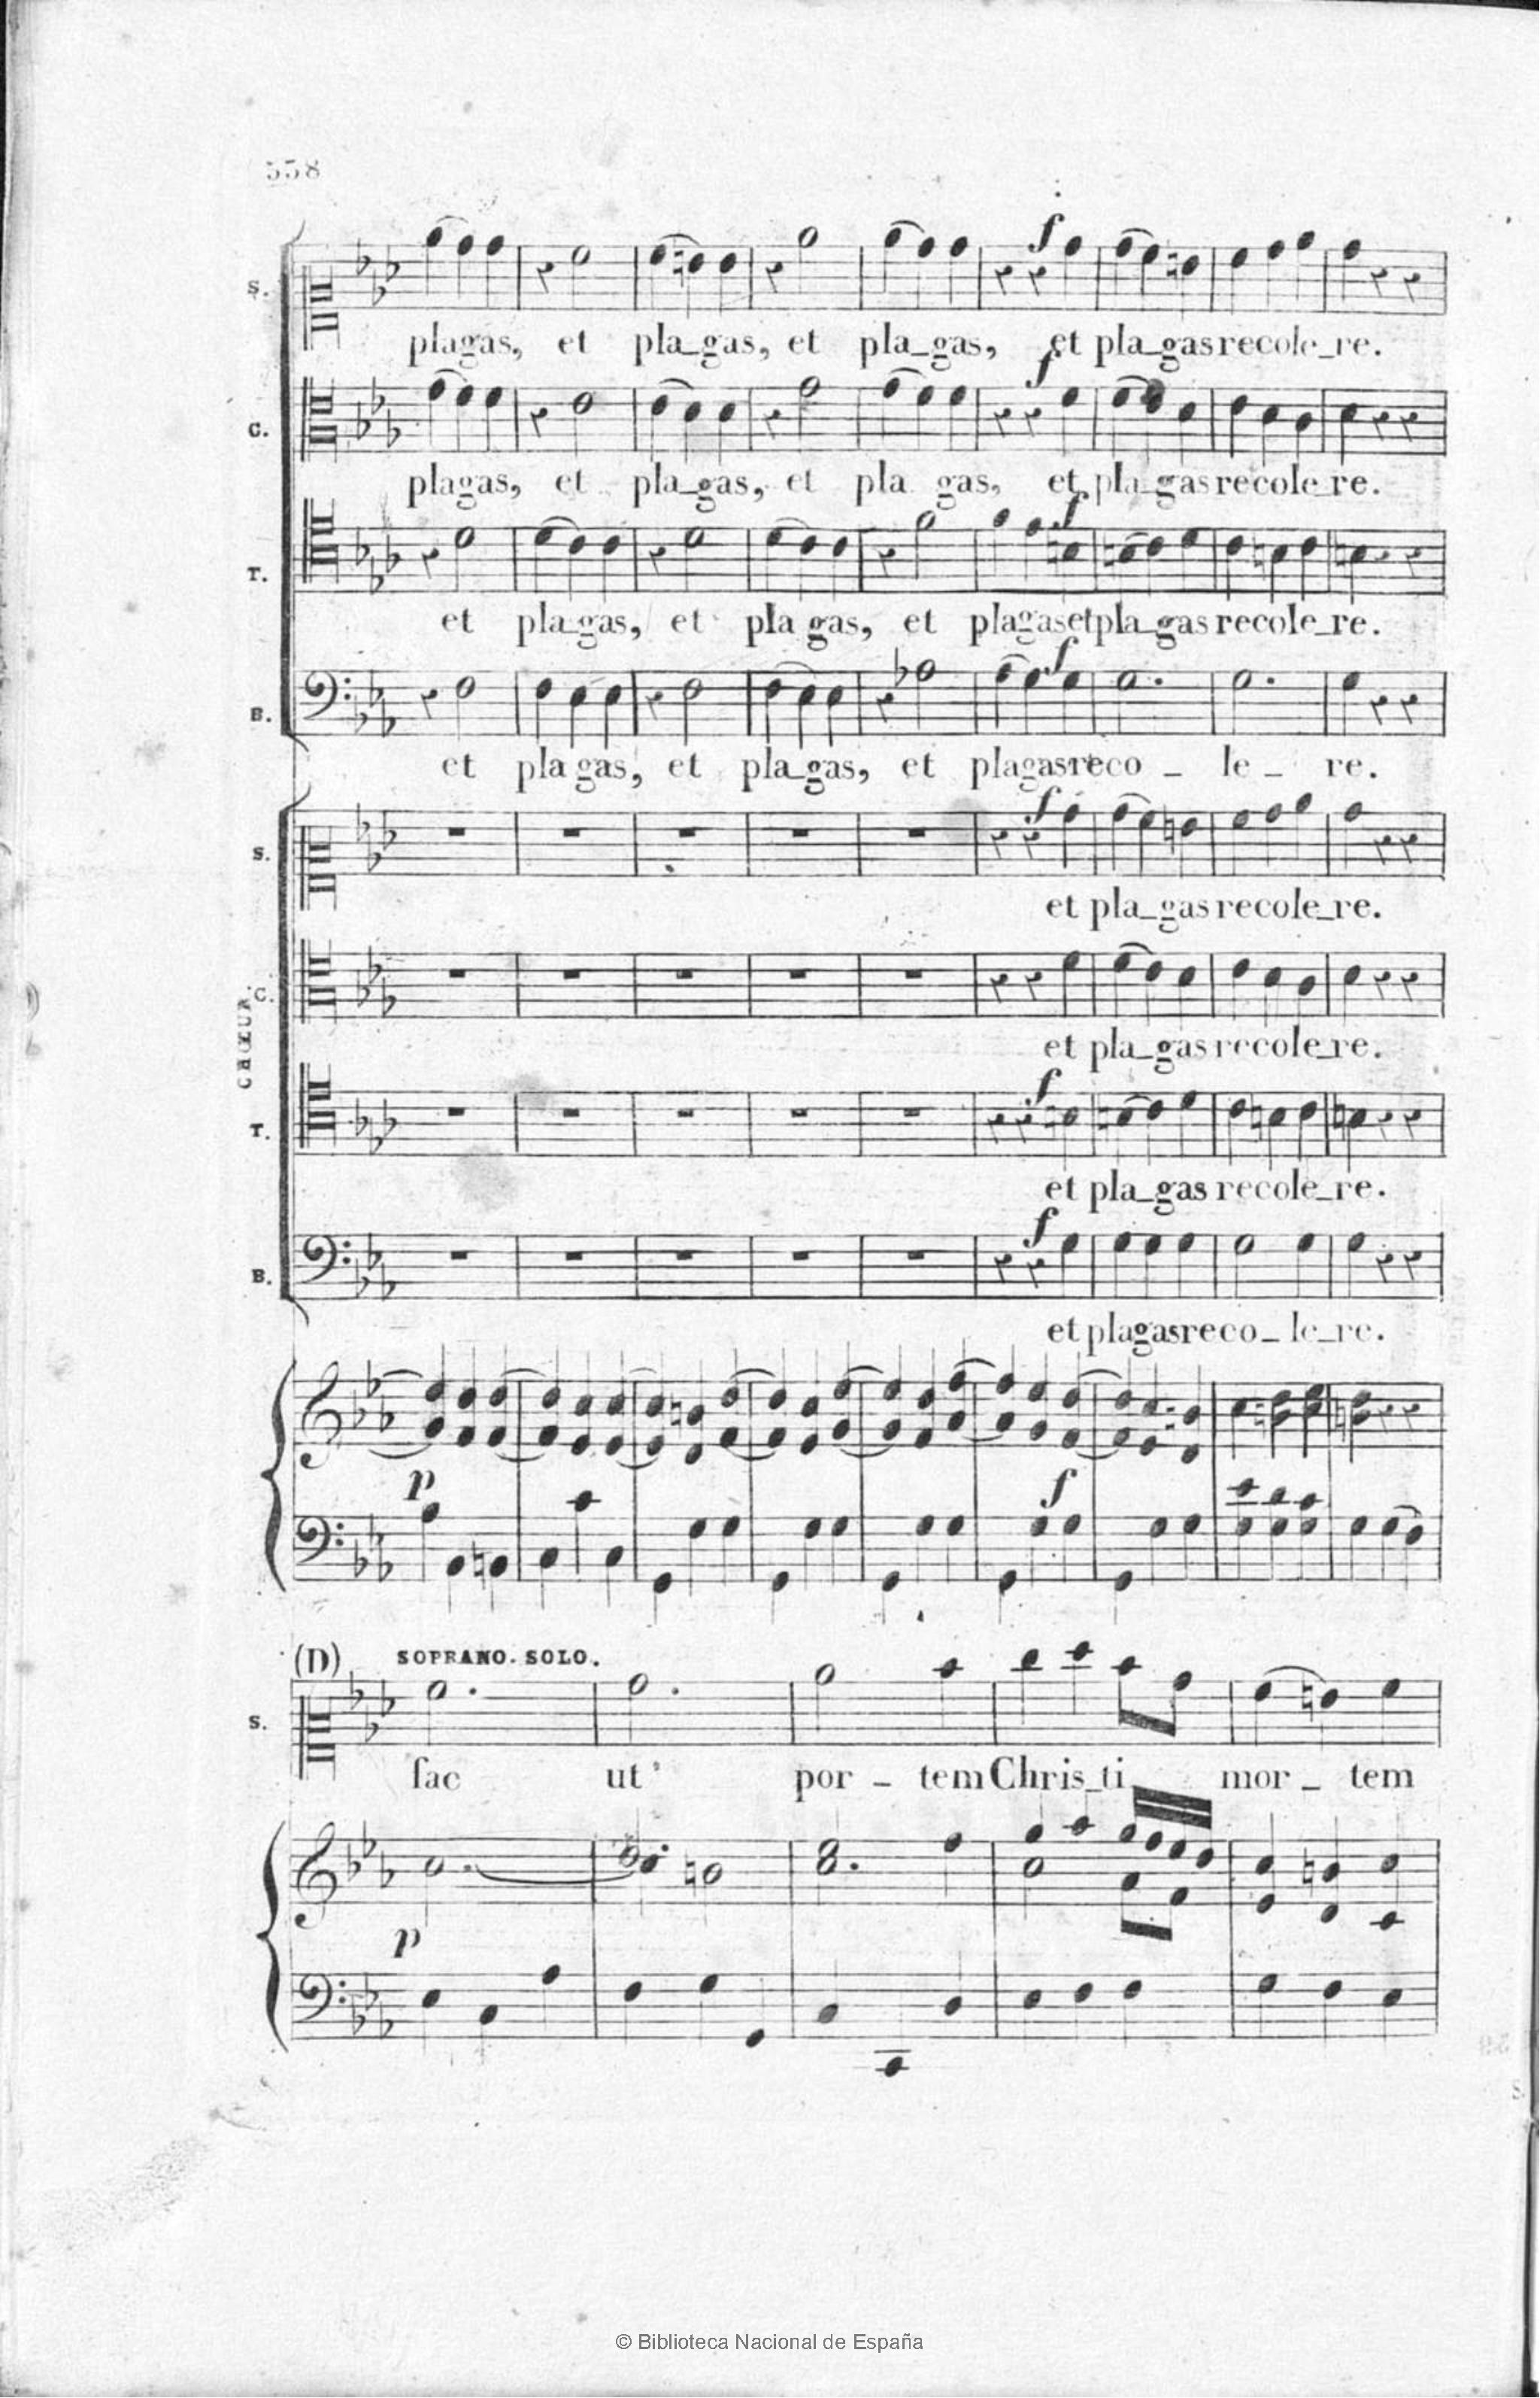 338
S.
plagas, et pla_gas, et pla_gas, et pla_gas recole_re.
C.
plagas, et pla_gas, et pla gas, et pla_gas recole_re.
T.
et pla_gas, et pla gas, et plagas et pla_gas recole_re.
B.
et pla gas, et pla_gas, et plagas reco _ le _ re.
CHŒUR.
S.
et pla_gas recole_re.
C.
et pla_gas recole_re.
T.
et pla_gas recole_re.
B.
et plagas reco _ le_re.
p f
(D) SOPRANO. SOLO.
S.
fac ut por _ tem Chris_ti mor _ tem
p
© Biblioteca Nacional de España